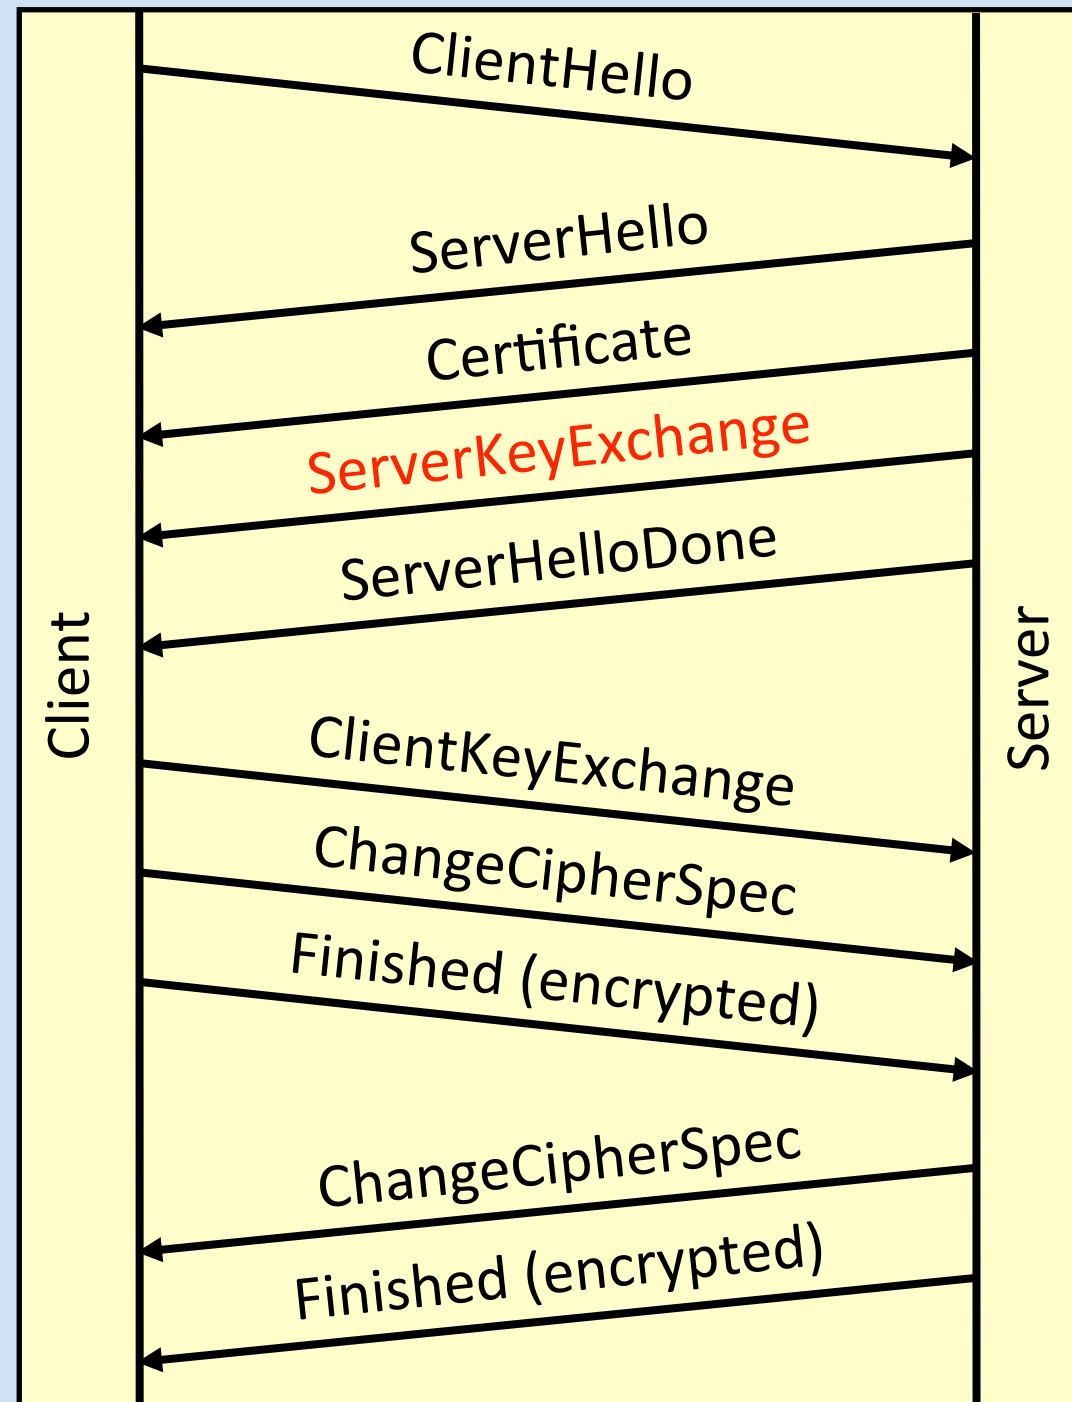 ClientHello
ServerHello
Certificate
ServerKeyExchange
ServerHelloDone
Client
Server
ClientKeyExchange
ChangeCipherSpec
Finished (encrypted)
ChangeCipherSpec
Finished (encrypted)